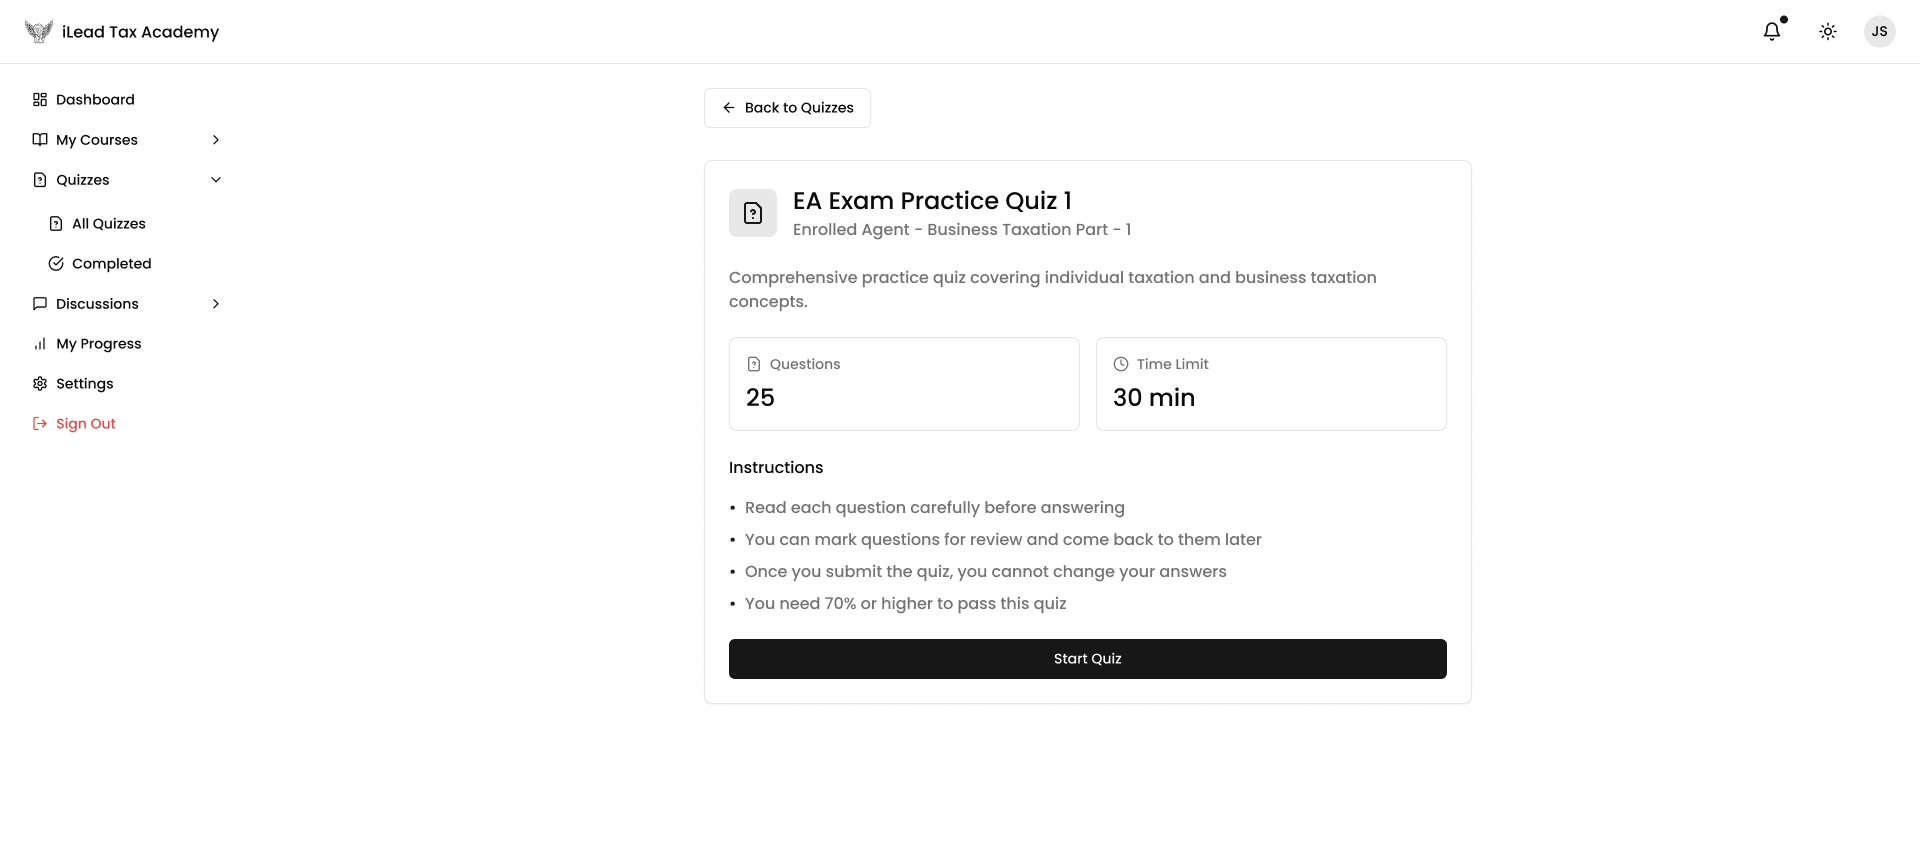 iLead Tax Academy
JS
Dashboard
My Courses
Quizzes
All Quizzes
Completed
Discussions
My Progress
Settings
Sign Out
Back to Quizzes
EA Exam Practice Quiz 1
Enrolled Agent - Business Taxation Part - 1
Comprehensive practice quiz covering individual taxation and business taxation
concepts.
Questions
25
Time Limit
30 min
Instructions
• Read each question carefully before answering
• You can mark questions for review and come back to them later
• Once you submit the quiz, you cannot change your answers
• You need 70% or higher to pass this quiz
Start Quiz